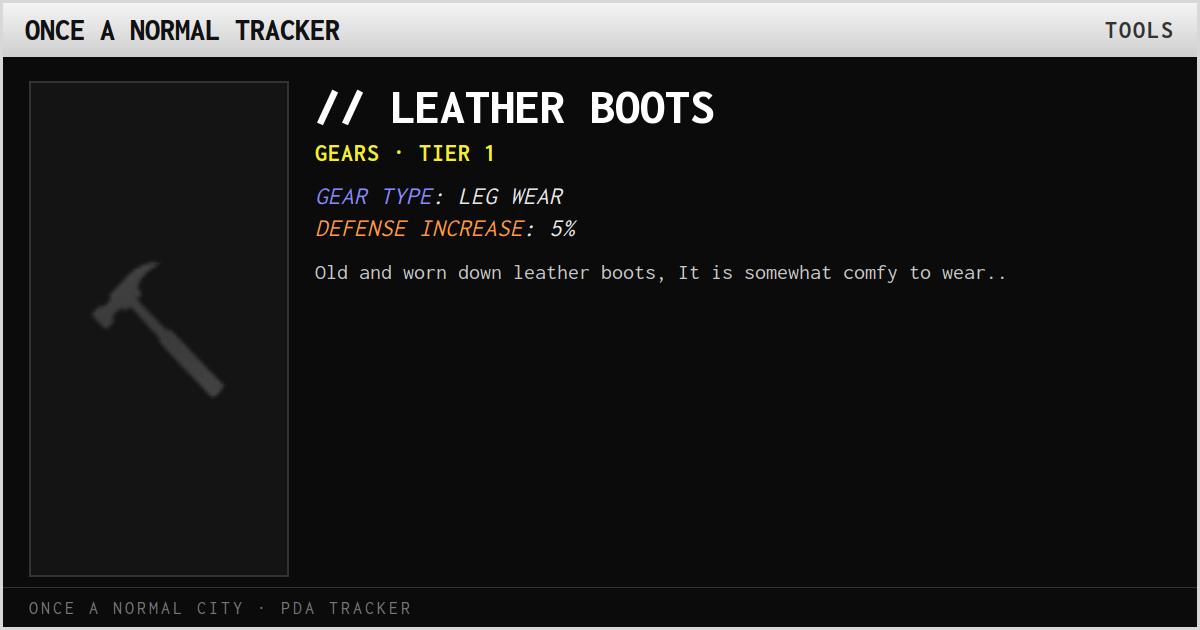 ONCE A NORMAL TRACKER
TOOLS
// LEATHER BOOTS
GEARS · TIER 1
GEAR TYPE: LEG WEAR
DEFENSE INCREASE: 5%
Old and worn down leather boots, It is somewhat comfy to wear..
ONCE A NORMAL CITY · PDA TRACKER